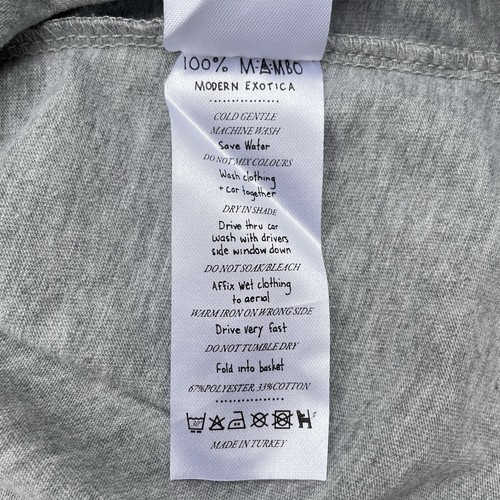 100% MAMBO
MODERN EXOTICA
COLD GENTLE
MACHINE WASH
Save Water
DO NOT MIX COLOURS
Wash clothing
+ car together
DRY IN SHADE
Drive thru car
wash with drivers
side window down
DO NOT SOAK/BLEACH
Affix wet clothing
to aerial
WARM IRON ON WRONG SIDE
Drive very fast
DO NOT TUMBLE DRY
Fold into basket
67%POLYESTER, 33%COTTON
30°
MADE IN TURKEY